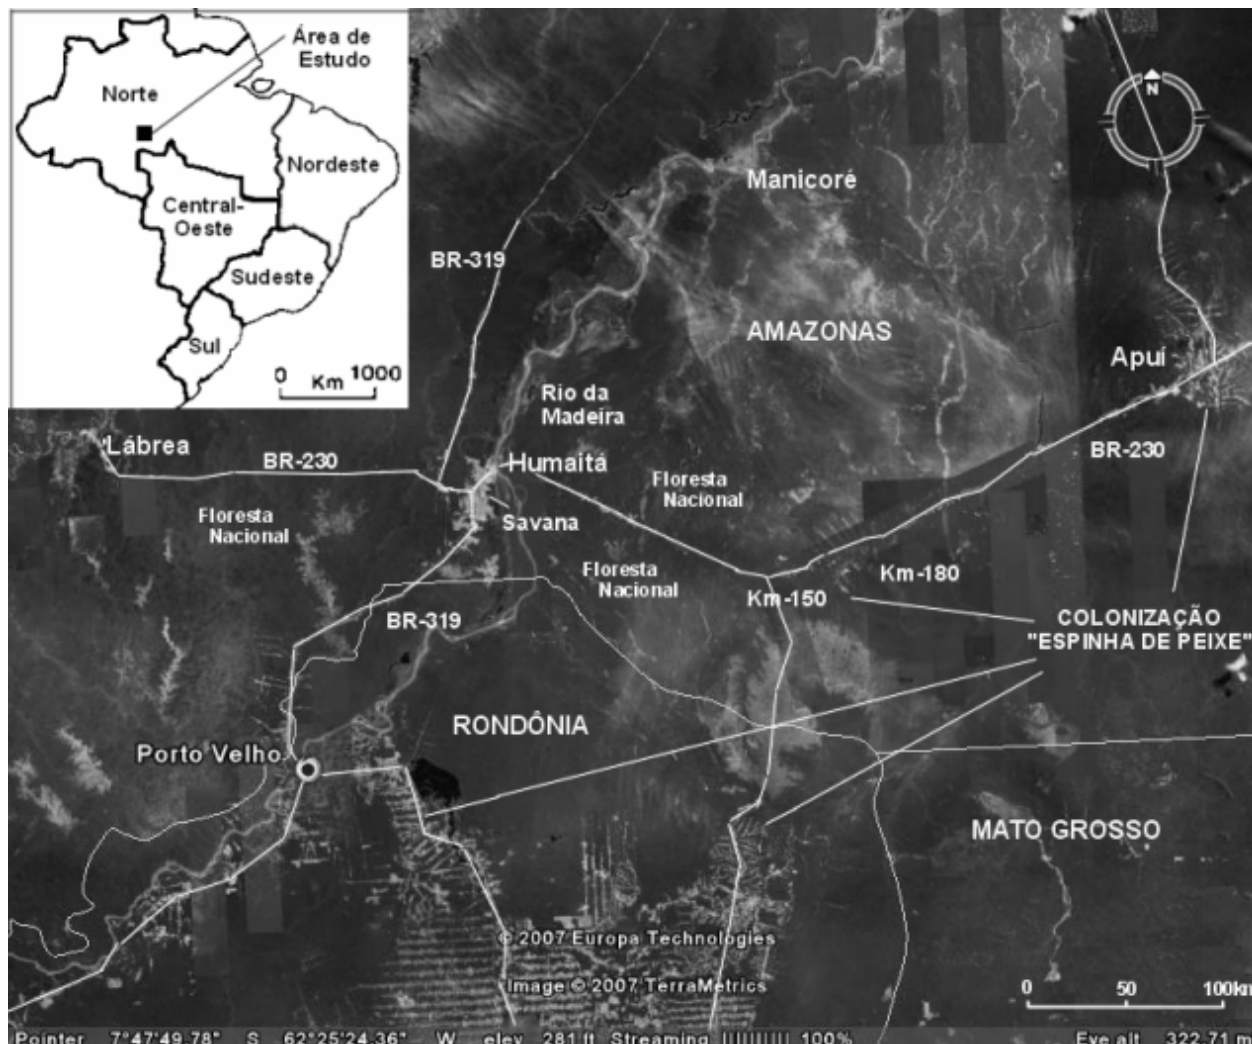 Área de
Estudo
Norte
Nordeste
Central-
Oeste
Sudeste
Sul
0 Km 1000
N
Manicoré
BR-319
AMAZONAS
Apuí
Rio da
Madeira
Lábrea
BR-230
Humaitá
BR-230
Floresta
Nacional
Floresta
Nacional
Savana
Floresta
Nacional
Km-180
Km-150
BR-319
COLONIZAÇÃO
"ESPINHA DE PEIXE"
RONDÔNIA
Porto Velho
MATO GROSSO
© 2007 Europa Technologies
Image © 2007 TerraMetrics
0 50 100km
Pointer 7°47'49.78" S 62°25'24.36" W elev 281 ft Streaming |||||||||| 100% Eye alt 322.71 m